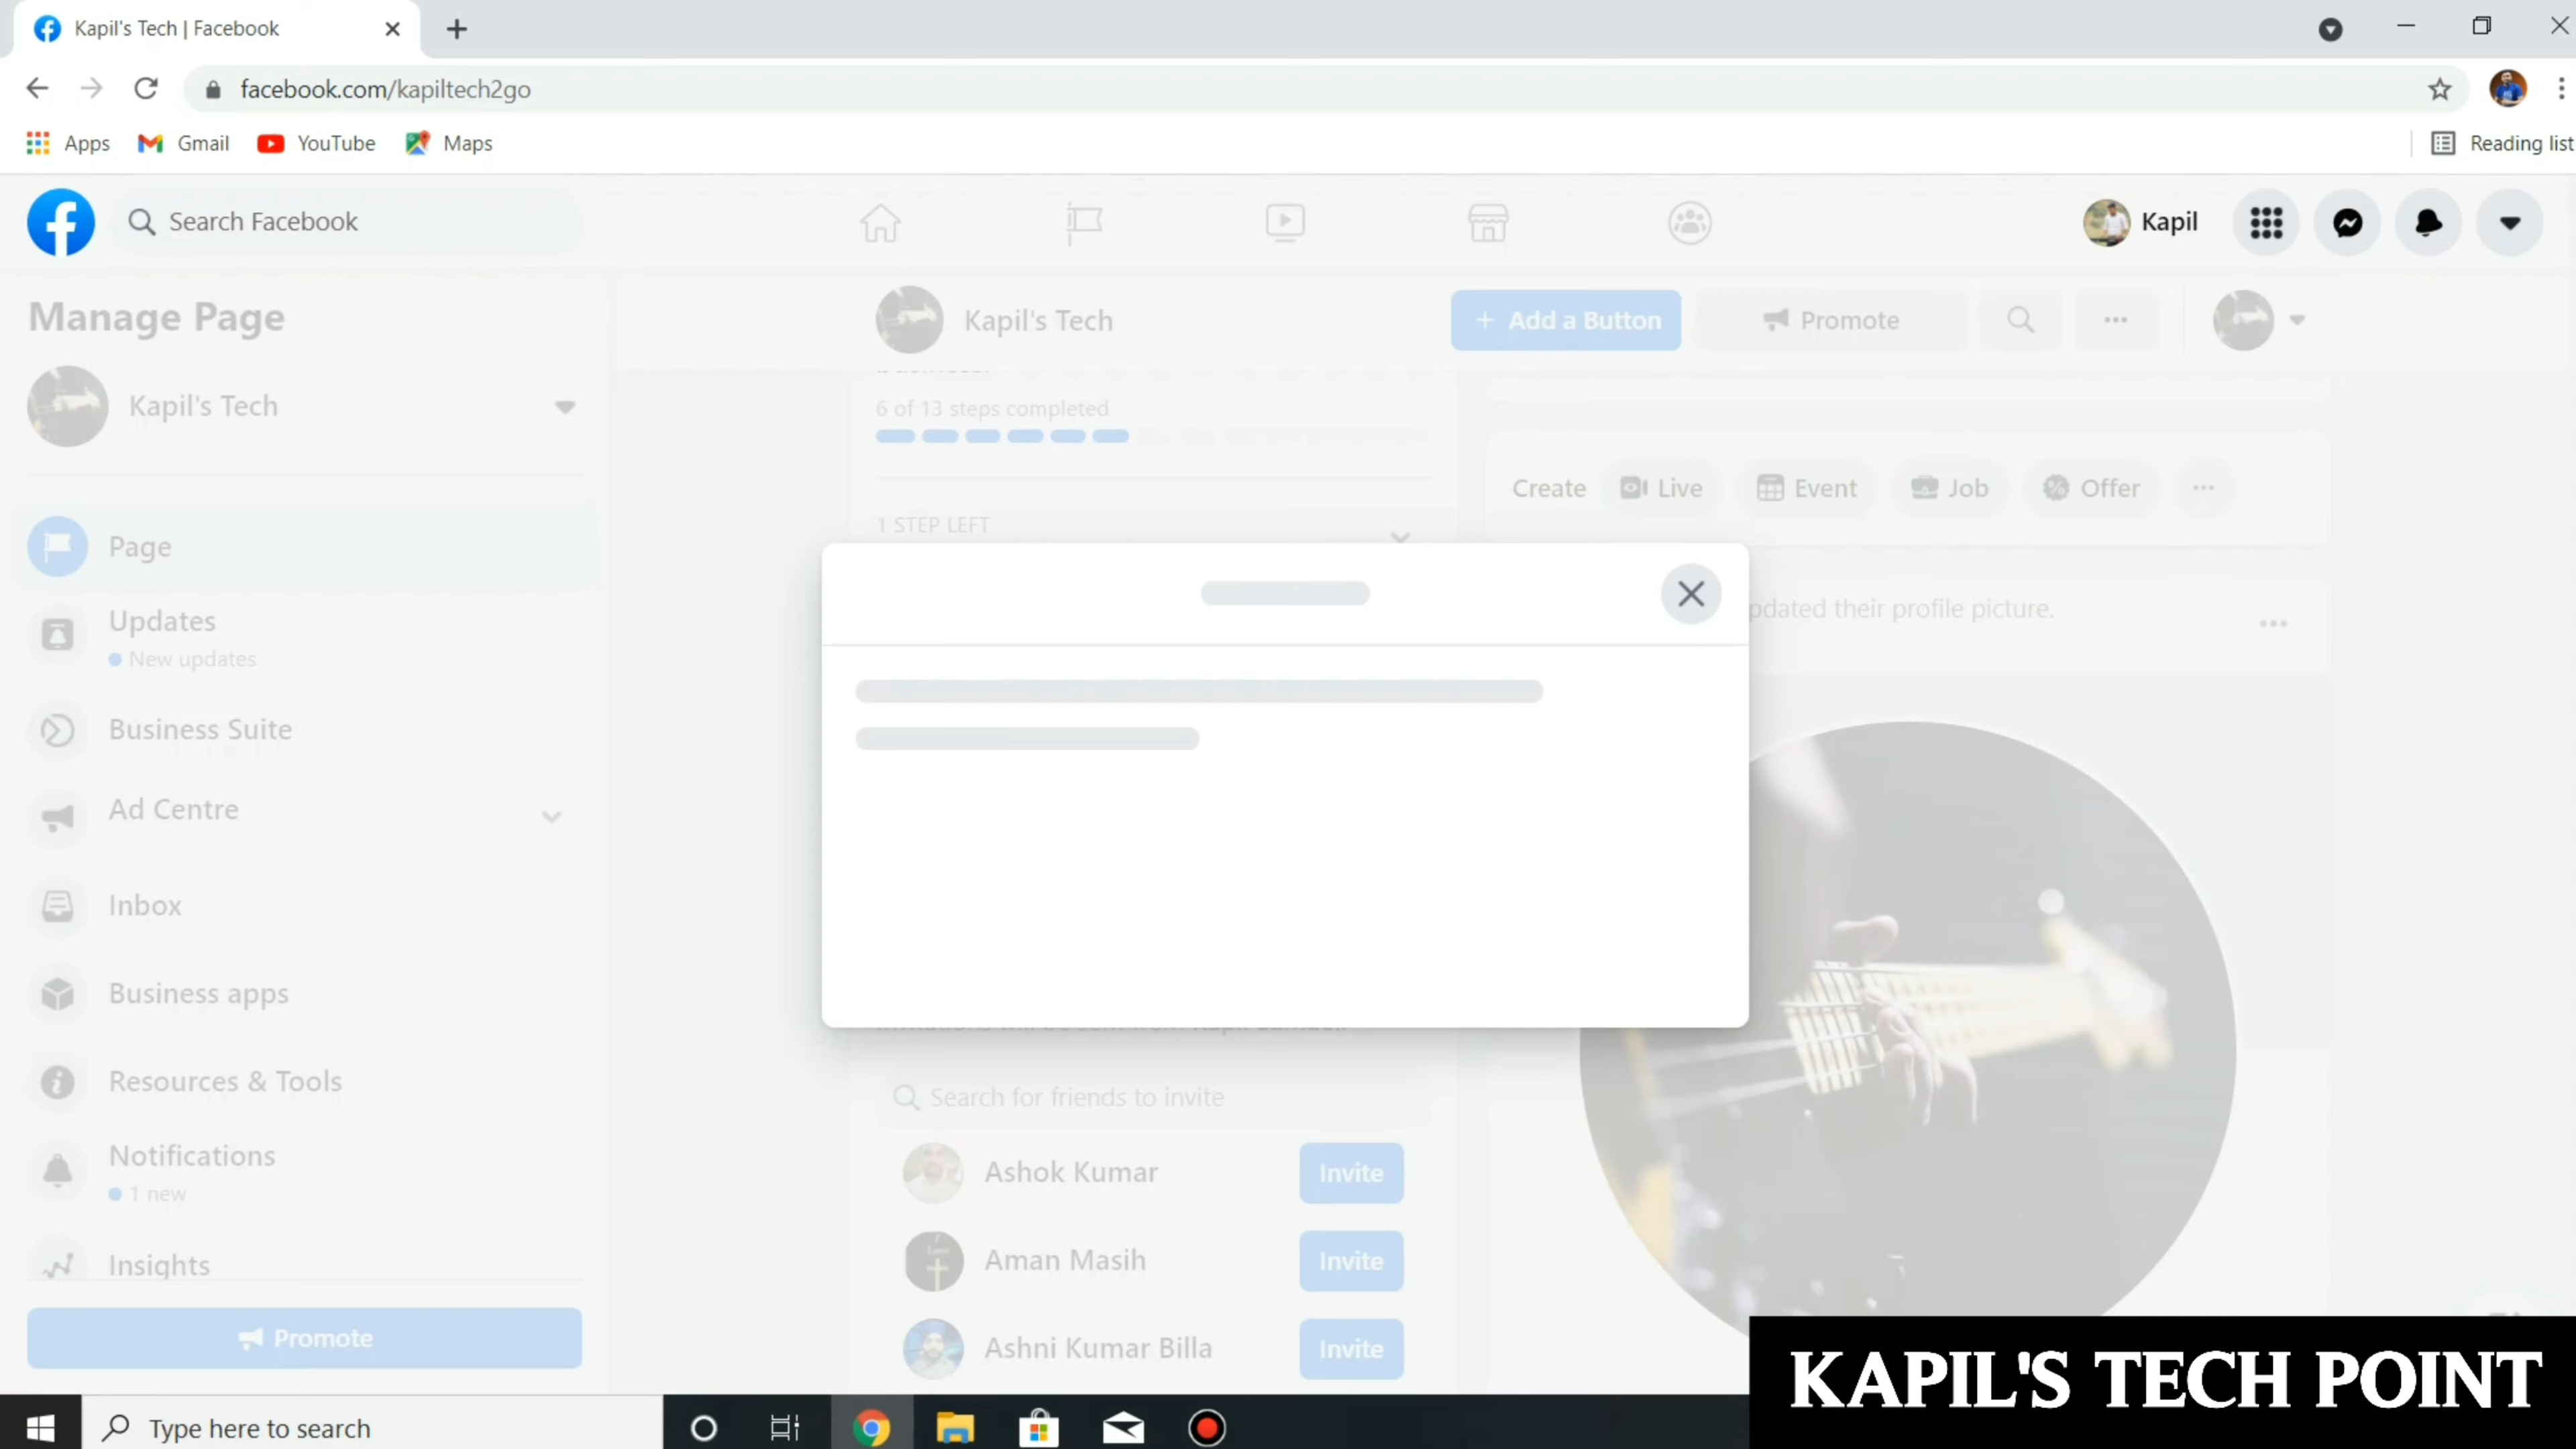 Kapil's Tech | Facebook
facebook.com/kapiltech2go
Apps
Gmail
YouTube
Maps
Reading list
Search Facebook
Kapil
Manage Page
Kapil's Tech
Page
Updates
New updates
Business Suite
Ad Centre
Inbox
Business apps
Resources & Tools
Notifications
1 new
Insights
Promote
Kapil's Tech
+ Add a Button
Promote
6 of 13 steps completed
1 STEP LEFT
Create
Live
Event
Job
Offer
pdated their profile picture.
Search for friends to invite
Ashok Kumar
Invite
Aman Masih
Invite
Ashni Kumar Billa
Invite
KAPIL'S TECH POINT
Type here to search